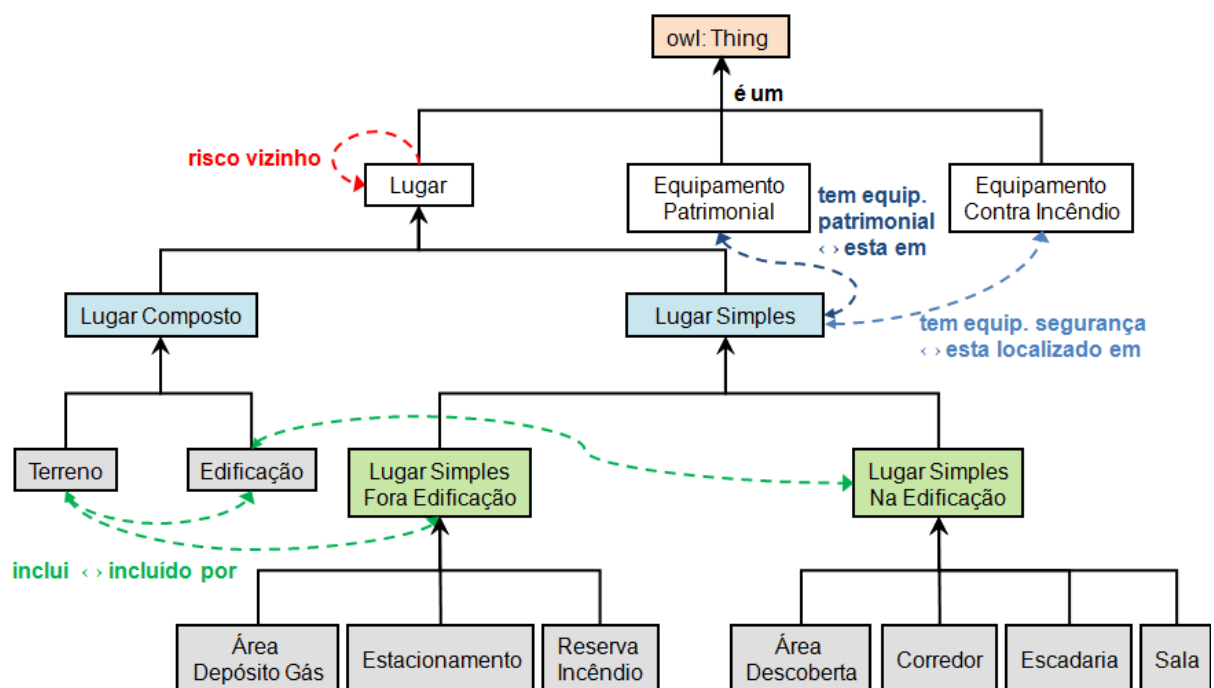 owl: Thing
é um
risco vizinho
Lugar
Equipamento
Patrimonial
tem equip.
patrimonial
‹ › esta em
Equipamento
Contra Incêndio
Lugar Composto
Lugar Simples
tem equip. segurança
‹ › esta localizado em
Terreno
Edificação
Lugar Simples
Fora Edificação
Lugar Simples
Na Edificação
inclui ‹ › incluído por
Área
Depósito Gás
Estacionamento
Reserva
Incêndio
Área
Descoberta
Corredor
Escadaria
Sala